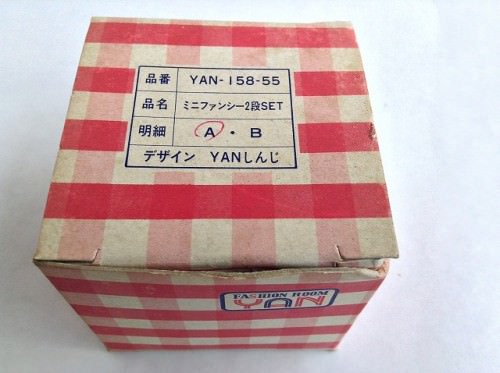 品番 YAN-158-55
品名 ミニファンシー2段SET
明細 A・B
デザイン YANしんじ
FASHION ROOM
YAN